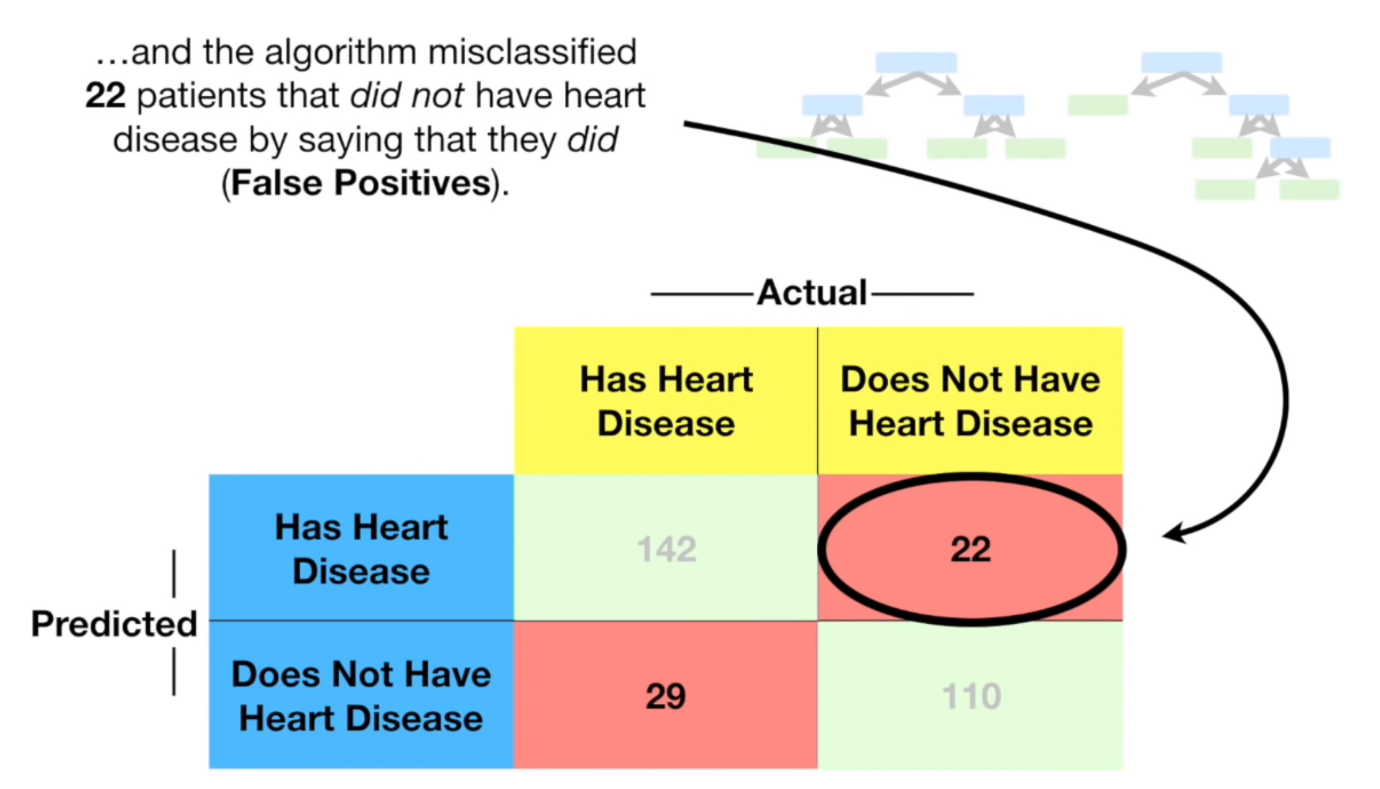 …and the algorithm misclassified
22 patients that did not have heart
disease by saying that they did
(False Positives).
Actual
Has Heart
Disease
Does Not Have
Heart Disease
Predicted
Has Heart
Disease
142
22
Does Not Have
Heart Disease
29
110